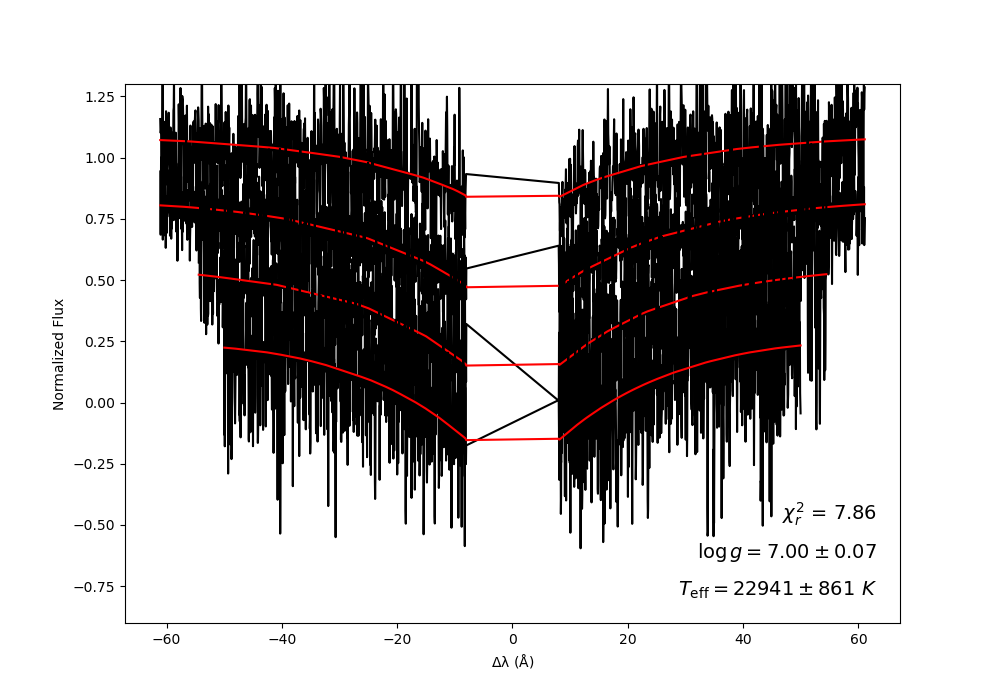 1.25
1.00
0.75
0.50
0.25
0.00
−0.25
−0.50
−0.75
Normalized Flux
χ²ᵣ = 7.86
log g = 7.00 ± 0.07
T_eff = 22941 ± 861 K
−60 −40 −20 0 20 40 60
Δλ (Å)